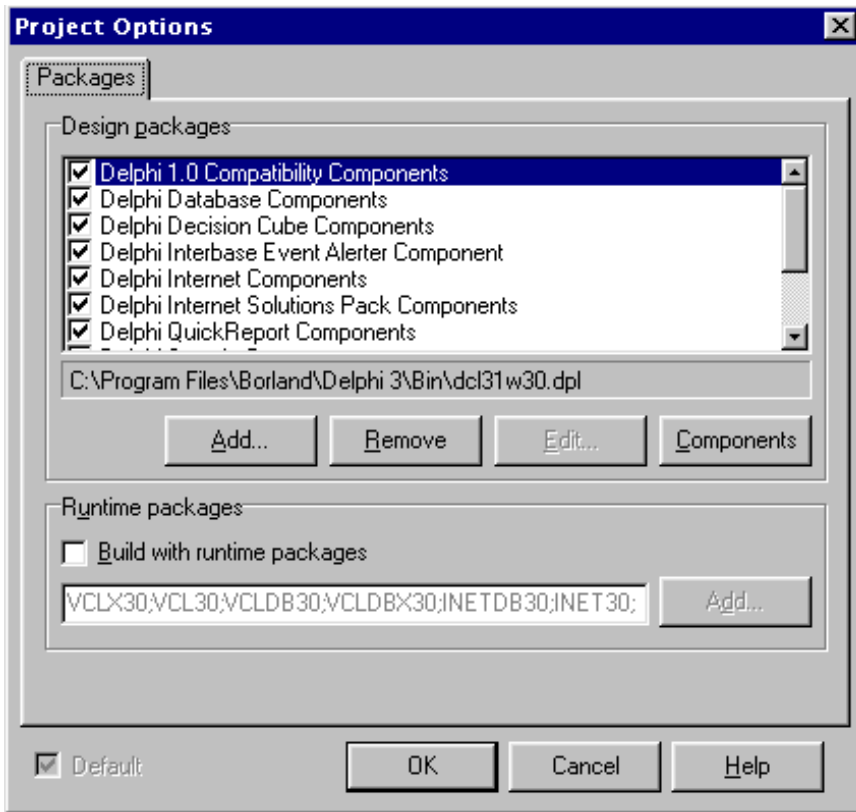 Project Options
Packages
Design packages
Delphi 1.0 Compatibility Components
Delphi Database Components
Delphi Decision Cube Components
Delphi Interbase Event Alerter Component
Delphi Internet Components
Delphi Internet Solutions Pack Components
Delphi QuickReport Components
C:\Program Files\Borland\Delphi 3\Bin\dcl31w30.dpl
Add... Remove Edit... Components
Runtime packages
Build with runtime packages
VCLX30;VCL30;VCLDB30;VCLDBX30;INETDB30;INET30; Add...
Default OK Cancel Help